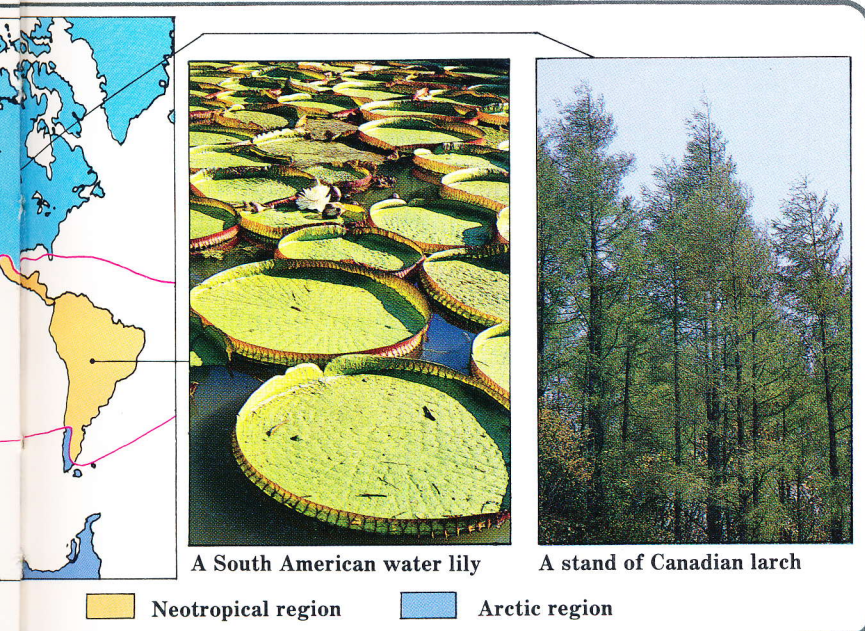 A South American water lily
A stand of Canadian larch
Neotropical region
Arctic region